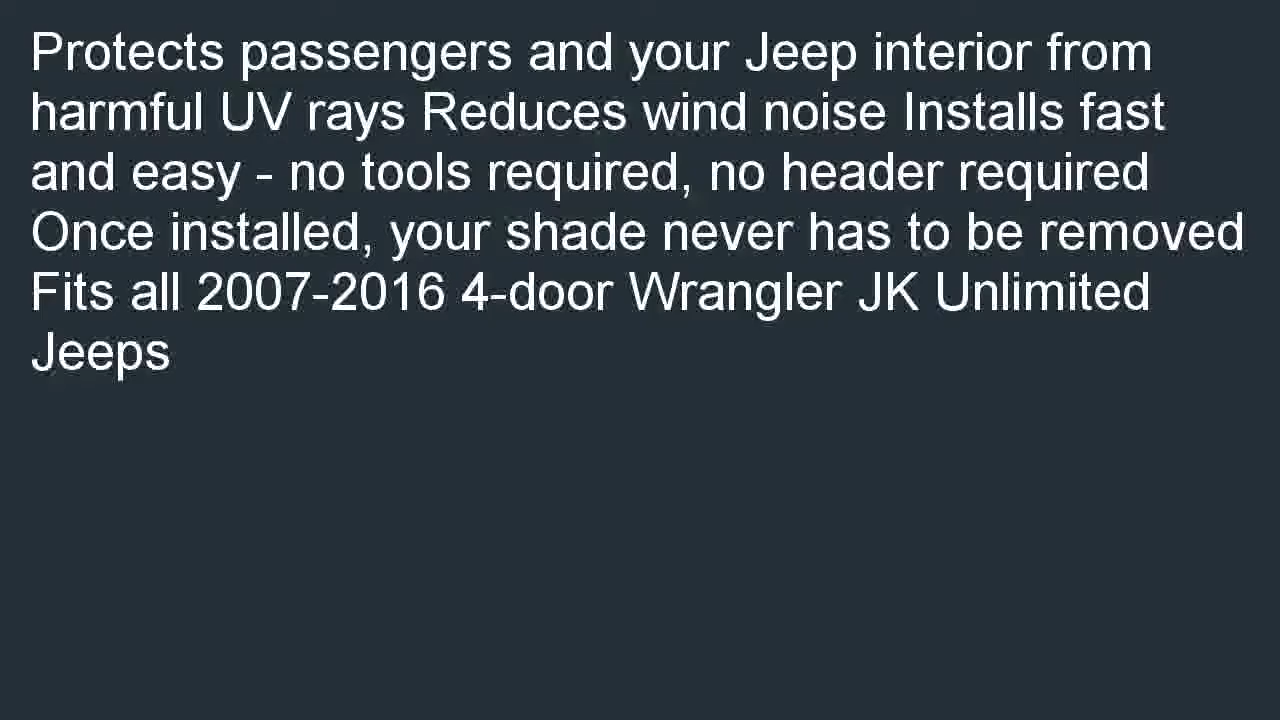 Protects passengers and your Jeep interior from
harmful UV rays Reduces wind noise Installs fast
and easy - no tools required, no header required
Once installed, your shade never has to be removed
Fits all 2007-2016 4-door Wrangler JK Unlimited
Jeeps